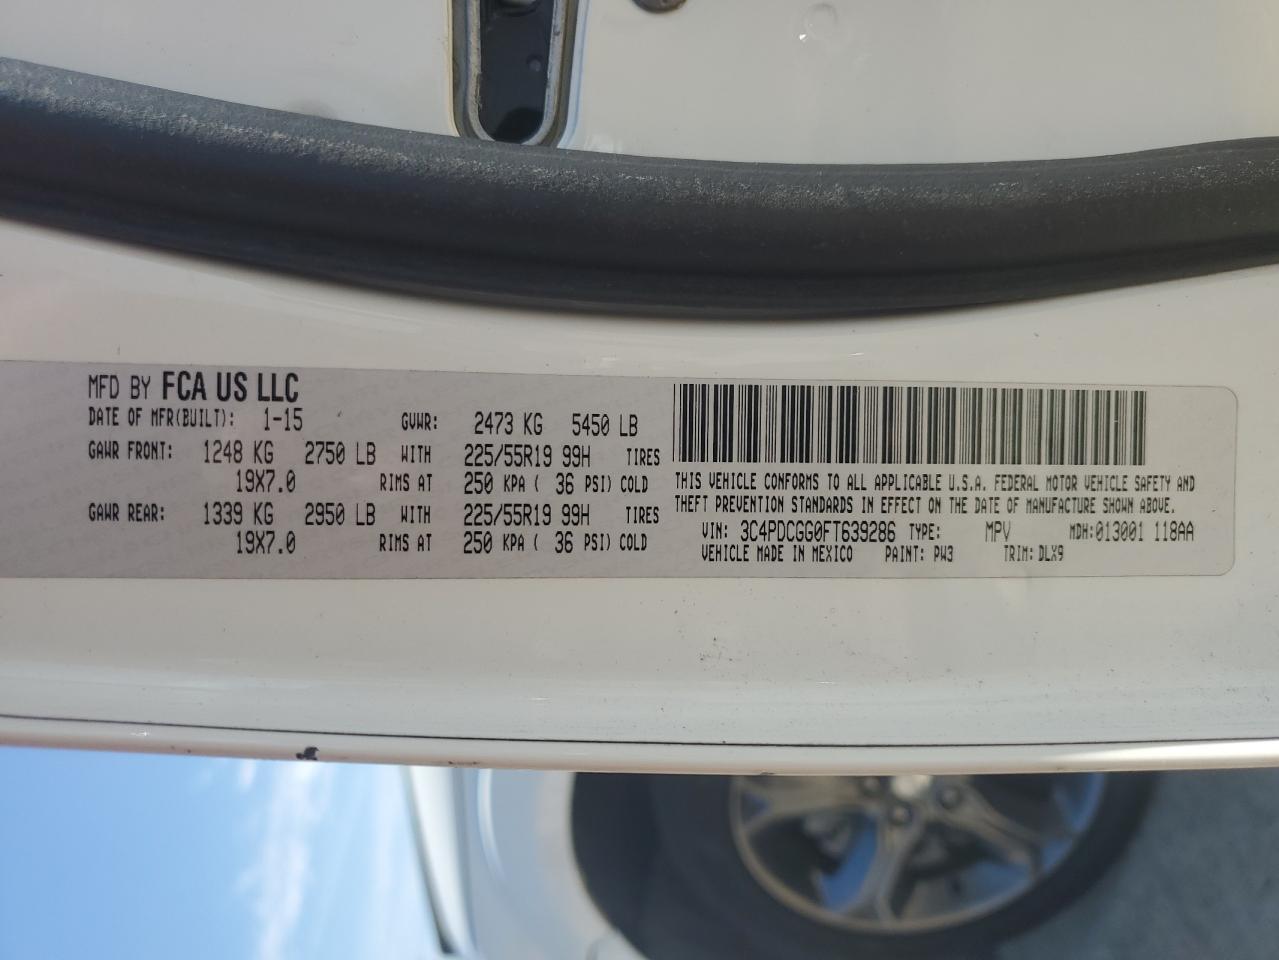 MFD BY FCA US LLC
DATE OF MFR(BUILT): 1-15 GVWR: 2473 KG 5450 LB
GAWR FRONT: 1248 KG 2750 LB WITH 225/55R19 99H TIRES
19X7.0 RIMS AT 250 KPA ( 36 PSI) COLD
GAWR REAR: 1339 KG 2950 LB WITH 225/55R19 99H TIRES
19X7.0 RIMS AT 250 KPA ( 36 PSI) COLD
THIS VEHICLE CONFORMS TO ALL APPLICABLE U.S.A. FEDERAL MOTOR VEHICLE SAFETY AND
THEFT PREVENTION STANDARDS IN EFFECT ON THE DATE OF MANUFACTURE SHOWN ABOVE.
VIN: 3C4PDCGG0FT639286 TYPE: MPV MDH:013001 118AA
VEHICLE MADE IN MEXICO PAINT: PW3 TRIM: DLX9